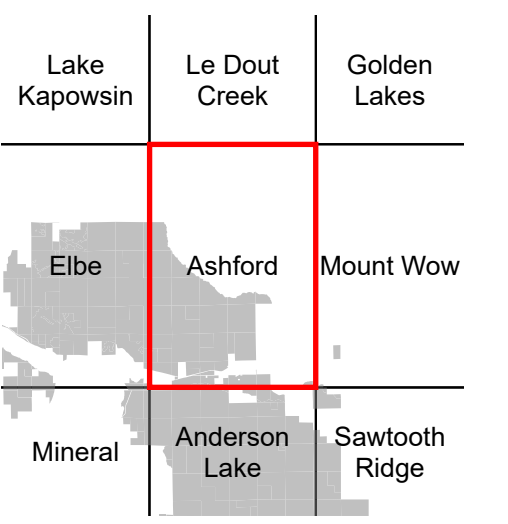 Lake
Kapowsin
Le Dout
Creek
Golden
Lakes
Elbe
Ashford
Mount Wow
Mineral
Anderson
Lake
Sawtooth
Ridge